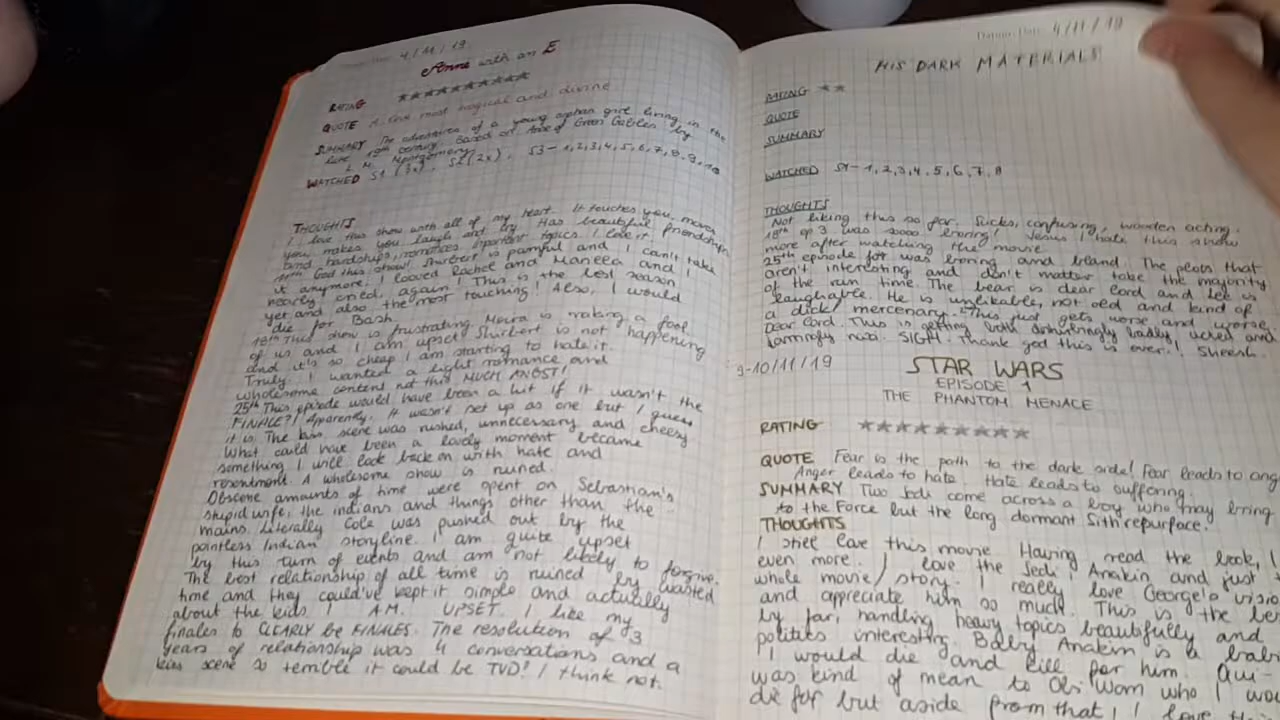 4/11/19
Anne with an E
RATING ★★★★★★★★★★
QUOTE A few most magical and divine
SUMMARY The adventures of a young orphan girl living in the
late 19th century. Based on Anne of Green Gables by
L. M. Montgomery.
WATCHED S1 (3x), S2 (2x), S3 - 1,2,3,4,5,6,7,8,9,10
THOUGHTS
I love this show with all of my heart. It touches you, moves
you, makes you laugh and cry. Has beautiful friendships
and hardships, romances important topics. I love it.
God this show! Shirbert is painful and I can't take
it anymore. I loved Rachel and Marilla and I
nearly cried, again! This is the best season
yet and also the most touching! Also, I would
die for Bash.
18th This show is frustrating. Moira is making a fool
of us and I am upset! Shirbert is not happening
and it's so cheap I am starting to hate it.
Truly. I wanted a light romance and
wholesome content not this MUCH ANGST!
25th This episode would have been a hit if it wasn't the
FINALE?! Apparently. It wasn't set up as one but I guess
it is. The kiss scene was rushed, unnecessary and cheesy
What could have been a lovely moment became
something I will look back on with hate and
resentment. A wholesome show is ruined.
Obscene amounts of time were spent on Sebastian's
stupid wife, the indians and things other than the
mains. Literally Cole was pushed out by the
pointless Indian storyline. I am quite upset
by this turn of events and am not likely to forgive.
The best relationship of all time is ruined by wasted
time and they could've kept it simple and actually
about the kids! I AM. UPSET. I like my
finales to CLEARLY be FINALES. The resolution of 3
years of relationship was 4 conversations and a
kiss scene so terrible it could be TVD! I think not.
Datum/Date 4/11/19
HIS DARK MATERIALS
RATING ★★
QUOTE
SUMMARY
WATCHED S1 - 1,2,3,4,5,6,7,8
THOUGHTS
Not liking this so far. Sucks, confusing, wooden acting.
18th ep 3 was sooo boring! Jesus I hate this show
more after watching the movie.
25th episode four was boring and bland. The plots that
aren't interesting and don't matter take the majority
of the run time. The bear is dear lord and Lee is
laughable. He is unlikable, not old and kind of
a dick/mercenary. This just gets worse and worse
Dear lord. This is getting both badly acted and
SIGH. Thank god this is over! Sheesh.
9-10/11/19
STAR WARS
EPISODE 1
THE PHANTOM MENACE
RATING ★★★★★★★★★★
QUOTE Fear is the path to the dark side! Fear leads to ang
Anger leads to hate. Hate leads to suffering.
SUMMARY Two Jedi come across a boy who may bring
to the Force but the long dormant Sith repurface.
THOUGHTS
I still love this movie. Having read the book, I
even more. I love the Jedi, Anakin and just
whole movie/story. I really love George's visio
and appreciate him so much. This is the be
by far, handling heavy topics beautifully and
politics interesting. Baby Anakin is a babi
I would die and kill for him. Qui-
was kind of mean to Obi Wan who I wou
die for but aside from that I love